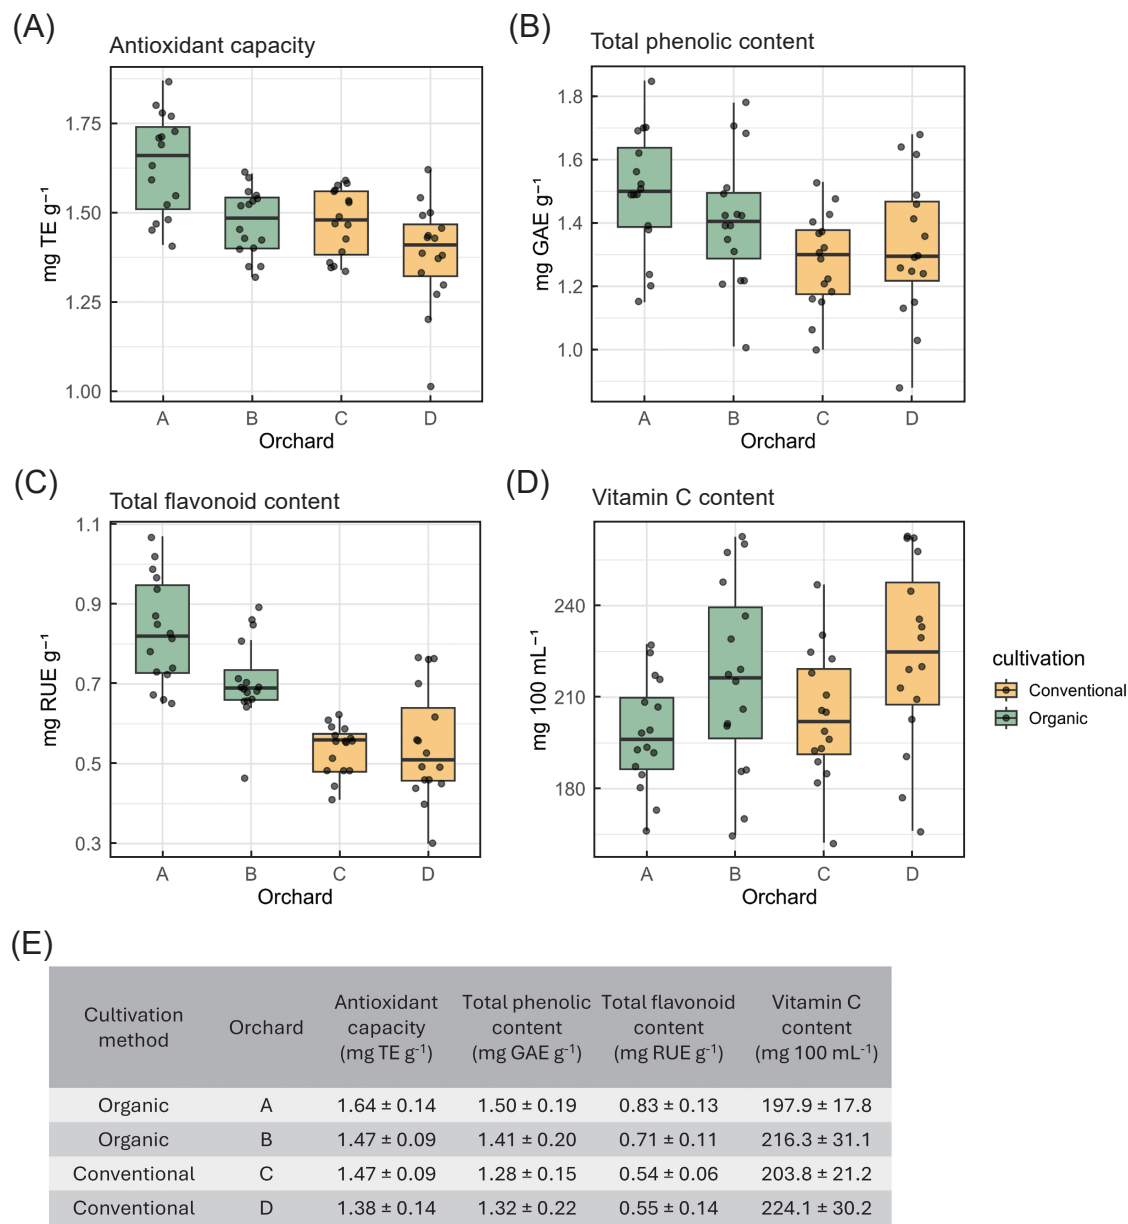 (A)
Antioxidant capacity
mg TE g⁻¹
1.75
1.50
1.25
1.00
A B C D
Orchard
(B)
Total phenolic content
mg GAE g⁻¹
1.8
1.6
1.4
1.2
1.0
A B C D
Orchard
(C)
Total flavonoid content
mg RUE g⁻¹
1.1
0.9
0.7
0.5
0.3
A B C D
Orchard
(D)
Vitamin C content
mg 100 mL⁻¹
240
210
180
A B C D
Orchard
cultivation
Conventional
Organic
(E)
Cultivation method Orchard Antioxidant capacity (mg TE g⁻¹) Total phenolic content (mg GAE g⁻¹) Total flavonoid content (mg RUE g⁻¹) Vitamin C content (mg 100 mL⁻¹)
Organic A 1.64 ± 0.14 1.50 ± 0.19 0.83 ± 0.13 197.9 ± 17.8
Organic B 1.47 ± 0.09 1.41 ± 0.20 0.71 ± 0.11 216.3 ± 31.1
Conventional C 1.47 ± 0.09 1.28 ± 0.15 0.54 ± 0.06 203.8 ± 21.2
Conventional D 1.38 ± 0.14 1.32 ± 0.22 0.55 ± 0.14 224.1 ± 30.2